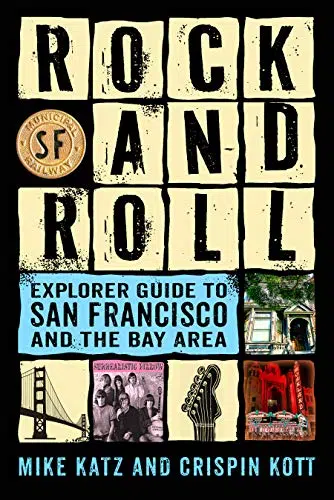 ROCK
MUNICIPAL
SF
RAILWAY
AND
ROLL
EXPLORER GUIDE TO
SAN FRANCISCO
AND THE BAY AREA
SURREALISTIC PILLOW
OAKLAND
MIKE KATZ AND CRISPIN KOTT